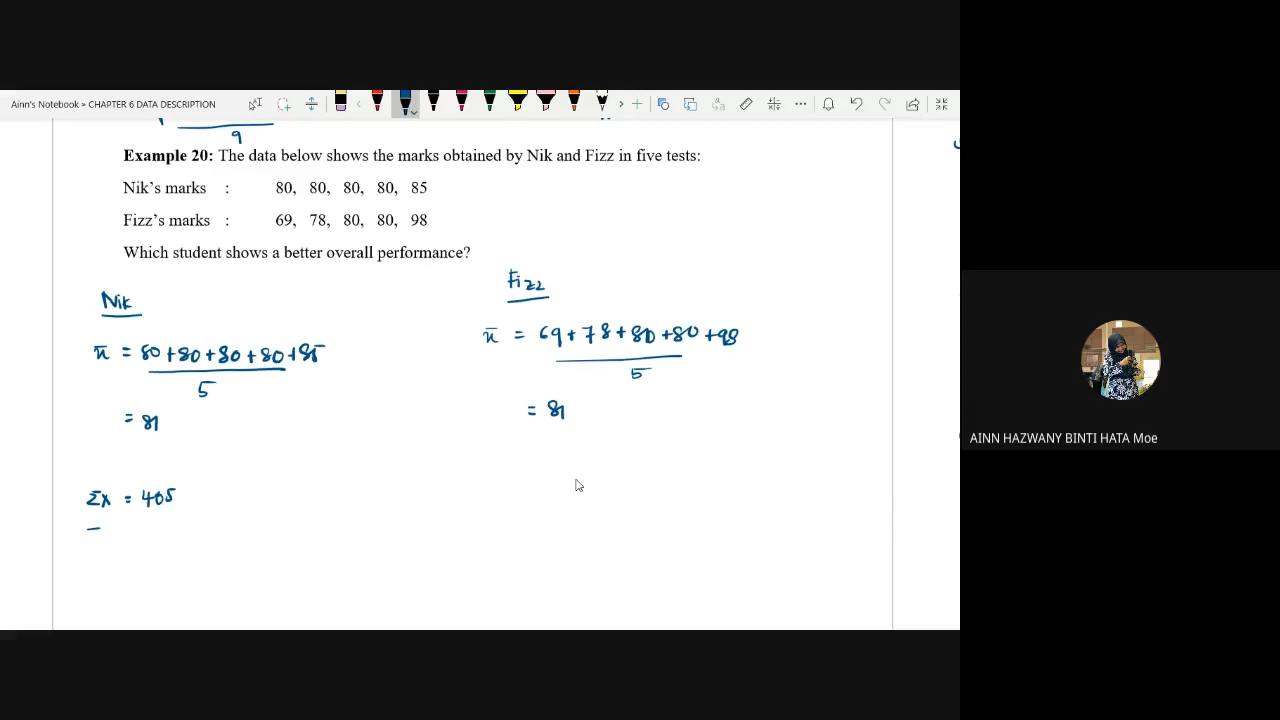 Ainn's Notebook > CHAPTER 6 DATA DESCRIPTION
9
Example 20: The data below shows the marks obtained by Nik and Fizz in five tests:
Nik's marks : 80, 80, 80, 80, 85
Fizz's marks : 69, 78, 80, 80, 98
Which student shows a better overall performance?
Nik
x̄ = 80+80+80+80+85
5
= 81
Σx = 405
Fizz
x̄ = 69+78+80+80+98
5
= 81
AINN HAZWANY BINTI HATA Moe